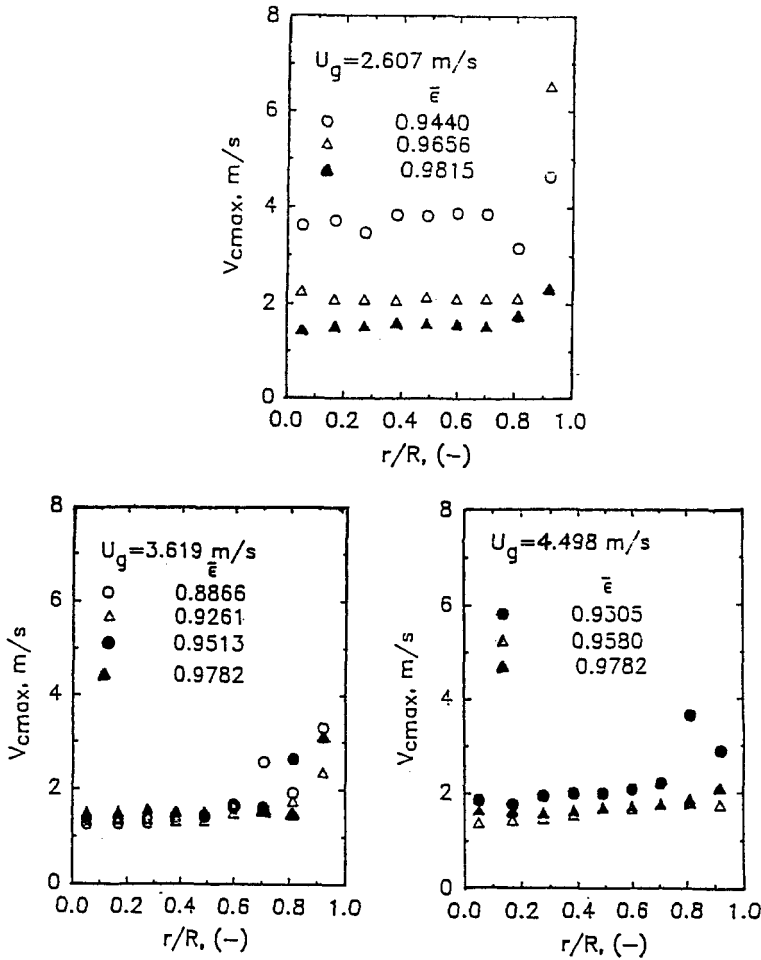 8
U_g=2.607 m/s
ε̄
6
0.9440
0.9656
0.9815
4
2
0
Vcmax, m/s
0.0 0.2 0.4 0.6 0.8 1.0
r/R, (-)
8
U_g=3.619 m/s
ε̄
0.8866
6
0.9261
0.9513
0.9782
4
2
0
Vcmax, m/s
0.0 0.2 0.4 0.6 0.8 1.0
r/R, (-)
8
U_g=4.498 m/s
ε̄
6
0.9305
0.9580
0.9782
4
2
0
Vcmax, m/s
0.0 0.2 0.4 0.6 0.8 1.0
r/R, (-)